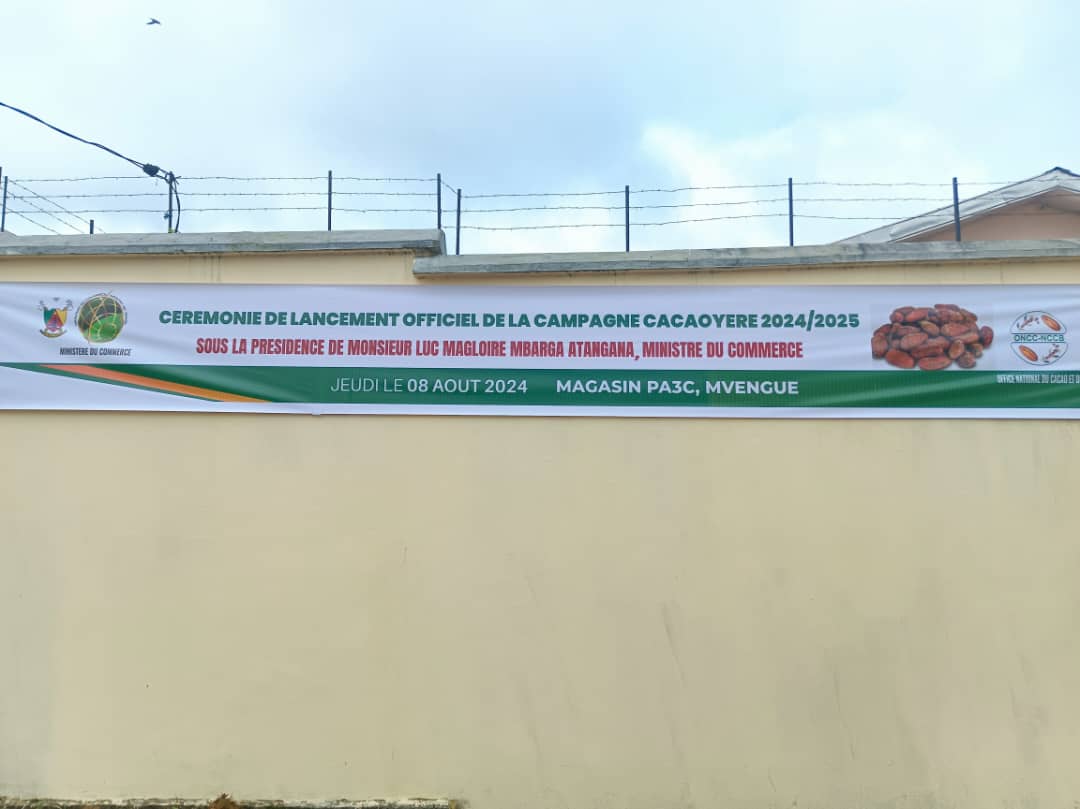 CEREMONIE DE LANCEMENT OFFICIEL DE LA CAMPAGNE CACAOYERE 2024/2025
SOUS LA PRESIDENCE DE MONSIEUR LUC MAGLOIRE MBARGA ATANGANA, MINISTRE DU COMMERCE
JEUDI LE 08 AOUT 2024 MAGASIN PA3C, MVENGUE
MINISTERE DU COMMERCE
ONCC-NCCB
OFFICE NATIONAL DU CACAO ET D